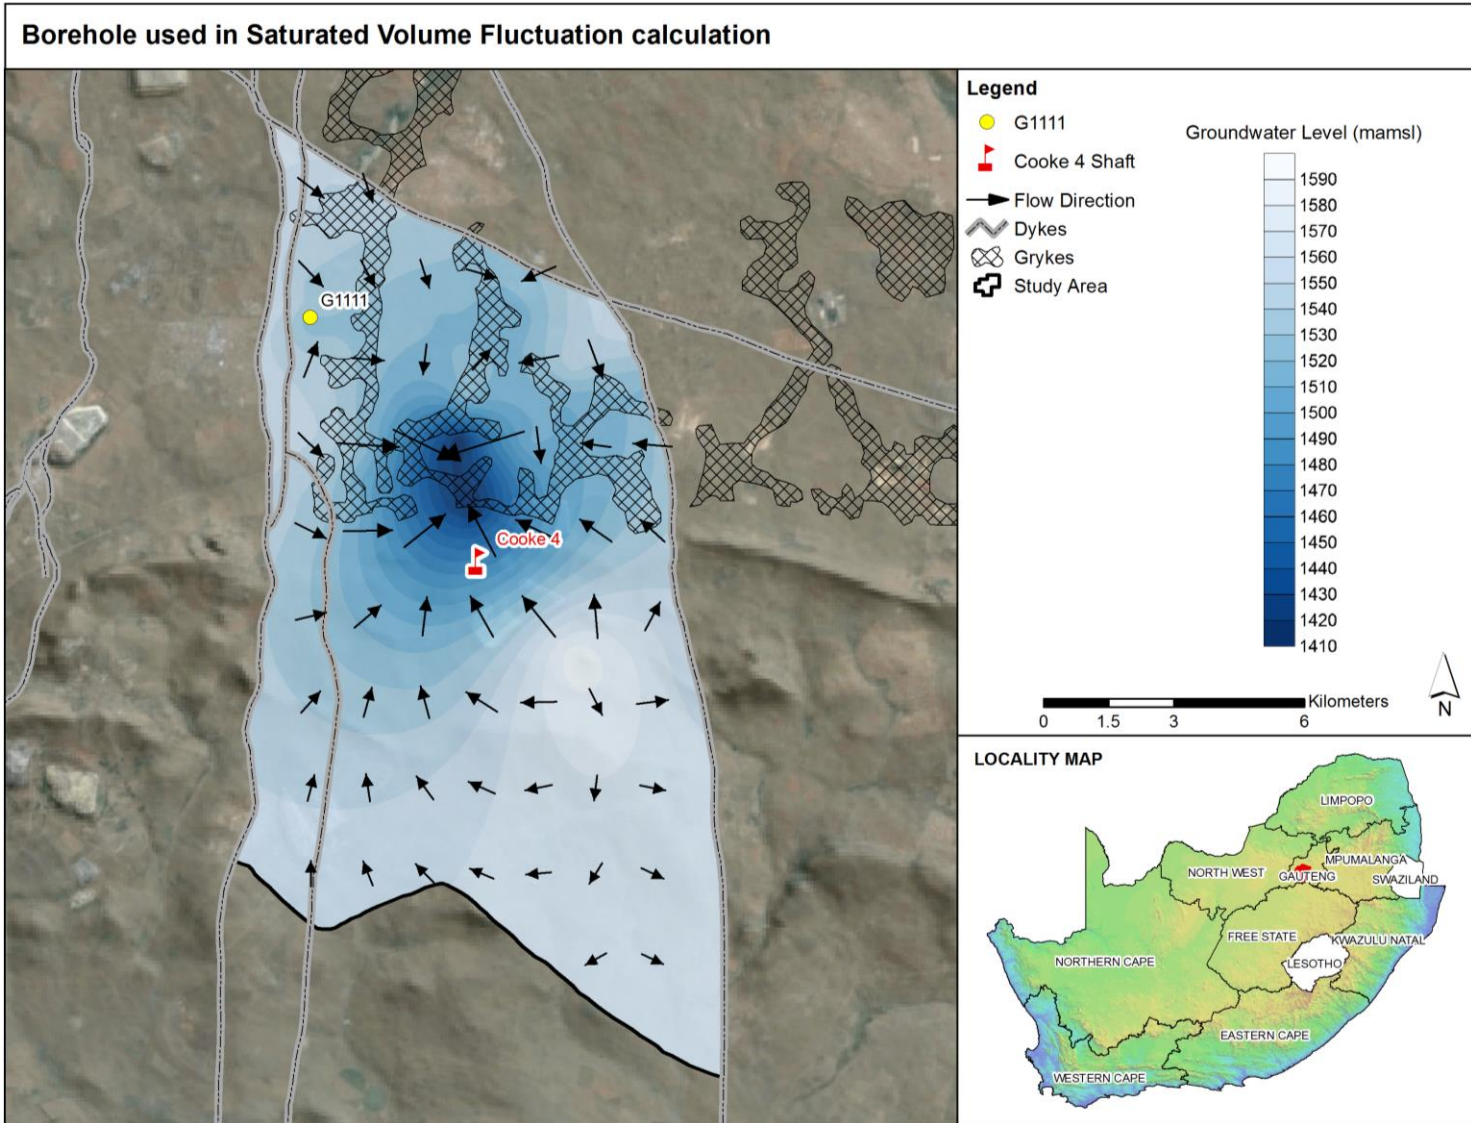 Borehole used in Saturated Volume Fluctuation calculation
G1111
Cooke 4
Legend
G1111
Cooke 4 Shaft
Flow Direction
Dykes
Grykes
Study Area
Groundwater Level (mamsl)
1590
1580
1570
1560
1550
1540
1530
1520
1510
1500
1490
1480
1470
1460
1450
1440
1430
1420
1410
Kilometers
0 1.5 3 6
N
LOCALITY MAP
LIMPOPO
MPUMALANGA
NORTH WEST
GAUTENG
SWAZILAND
FREE STATE
KWAZULU NATAL
NORTHERN CAPE
LESOTHO
EASTERN CAPE
WESTERN CAPE